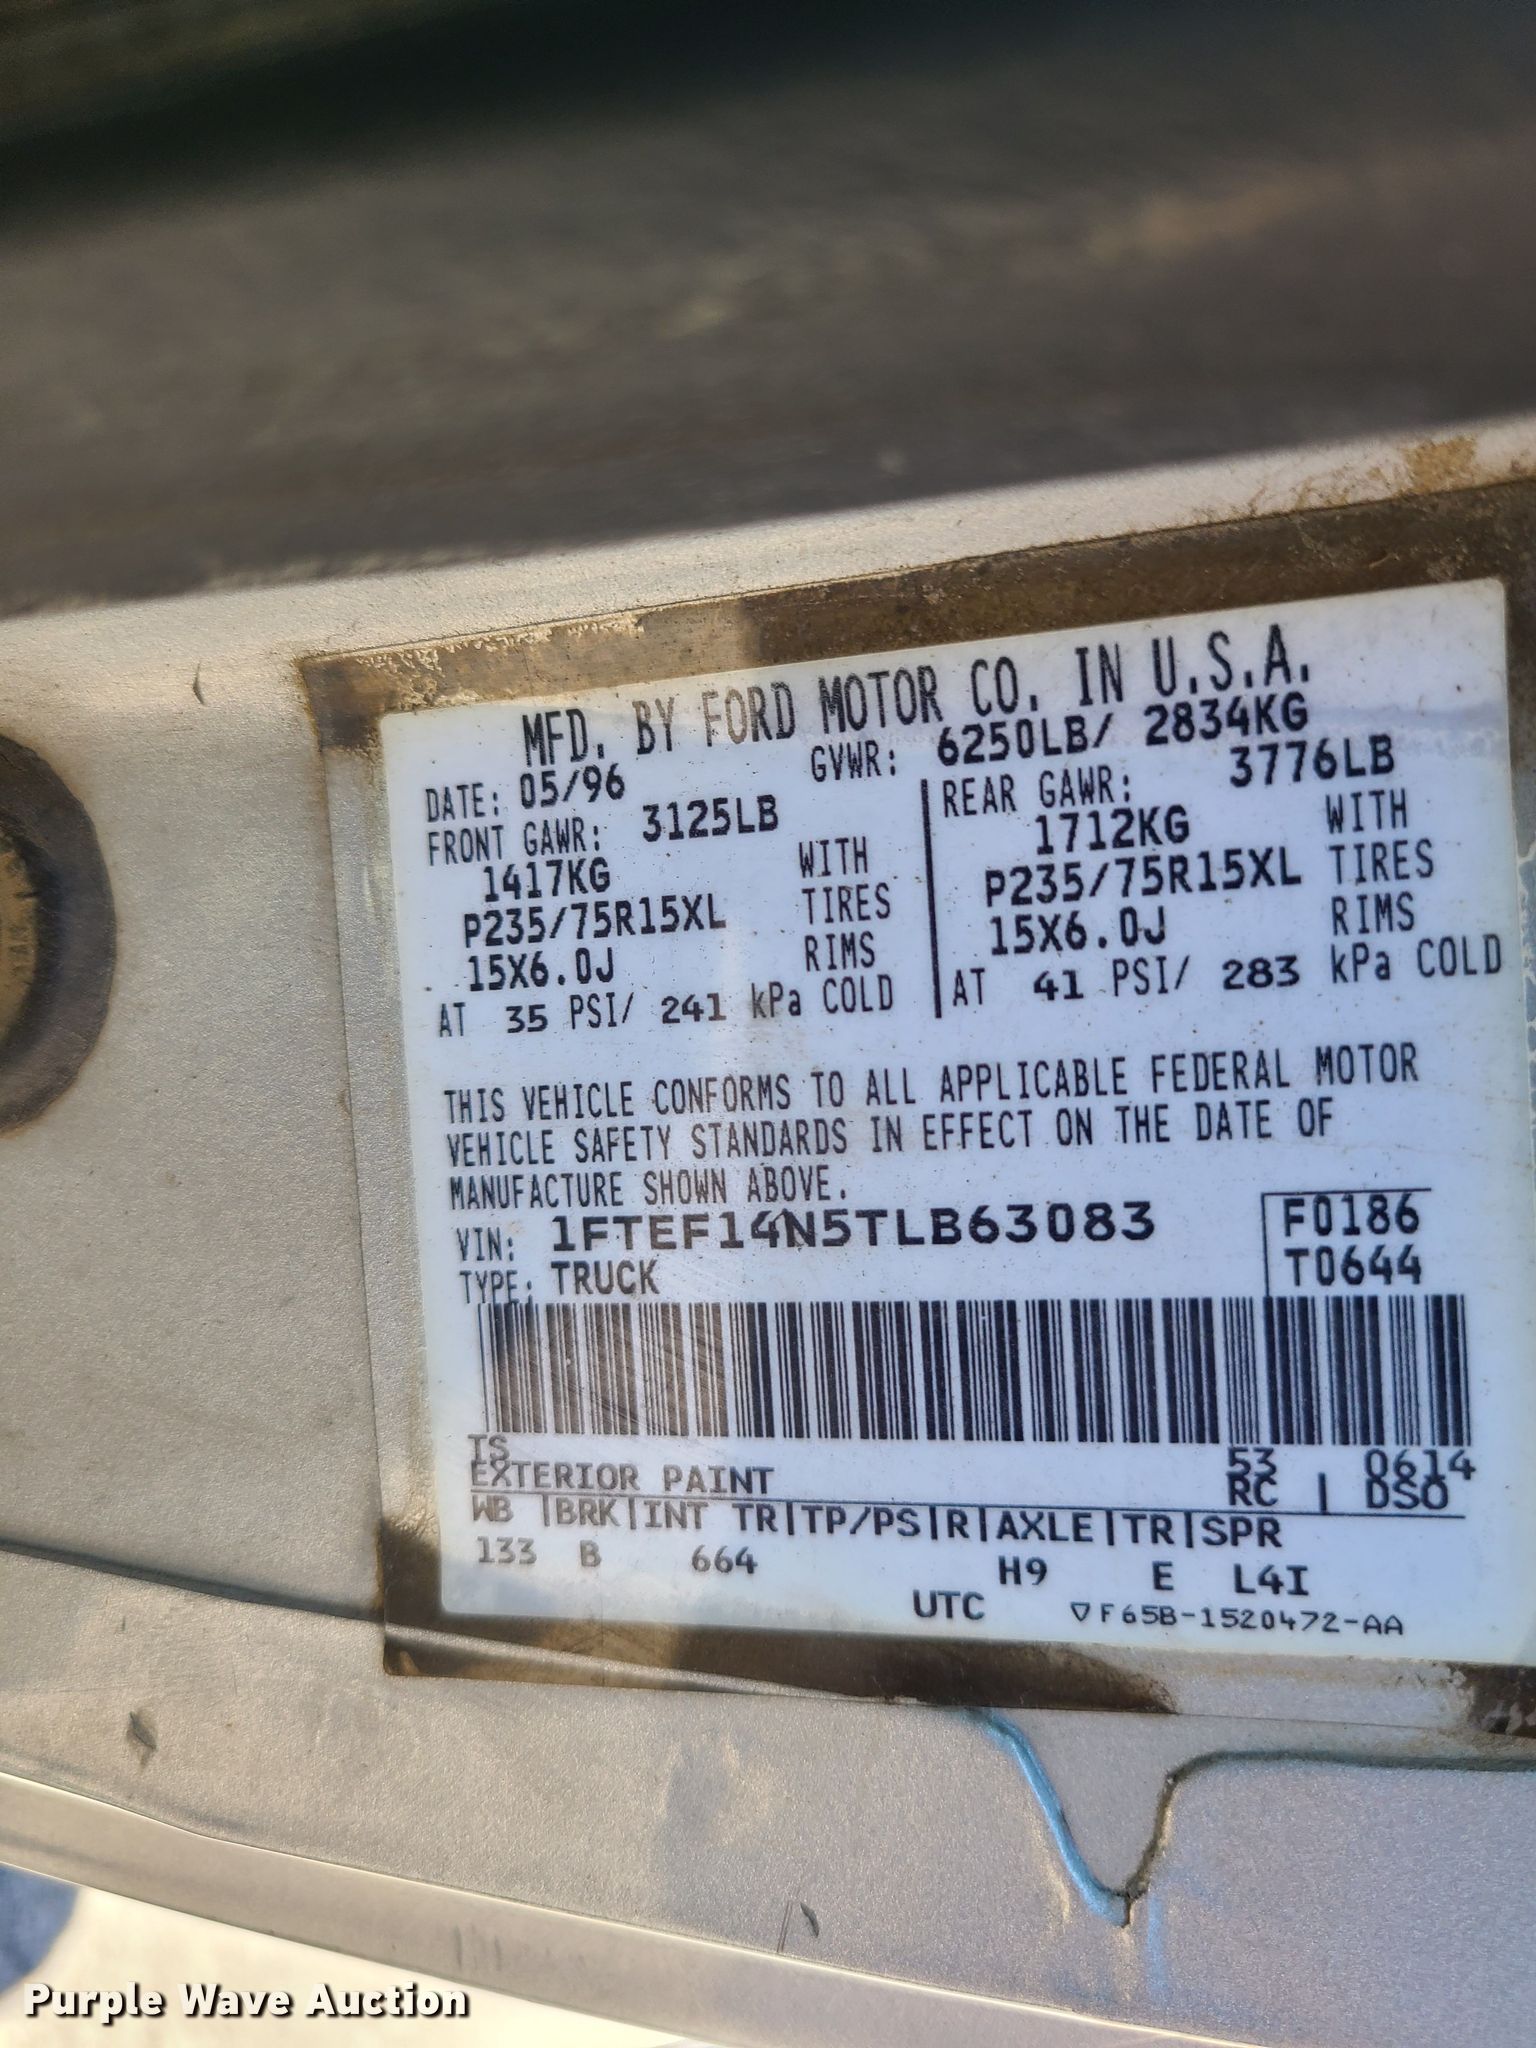 MFD. BY FORD MOTOR CO. IN U.S.A.
DATE: 05/96 GVWR: 6250LB/ 2834KG
FRONT GAWR: 3125LB
1417KG WITH
P235/75R15XL TIRES
15X6.0J RIMS
AT 35 PSI/ 241 kPa COLD
REAR GAWR: 3776LB
1712KG WITH
P235/75R15XL TIRES
15X6.0J RIMS
AT 41 PSI/ 283 kPa COLD
THIS VEHICLE CONFORMS TO ALL APPLICABLE FEDERAL MOTOR
VEHICLE SAFETY STANDARDS IN EFFECT ON THE DATE OF
MANUFACTURE SHOWN ABOVE.
VIN: 1FTEF14N5TLB63083 F0186
TYPE: TRUCK T0644
TS 53 0614
EXTERIOR PAINT RC | DSO
WB |BRK|INT TR|TP/PS|R|AXLE|TR|SPR
133 B 664 H9 E L4I
UTC ▽F65B-1520472-AA
Purple Wave Auction